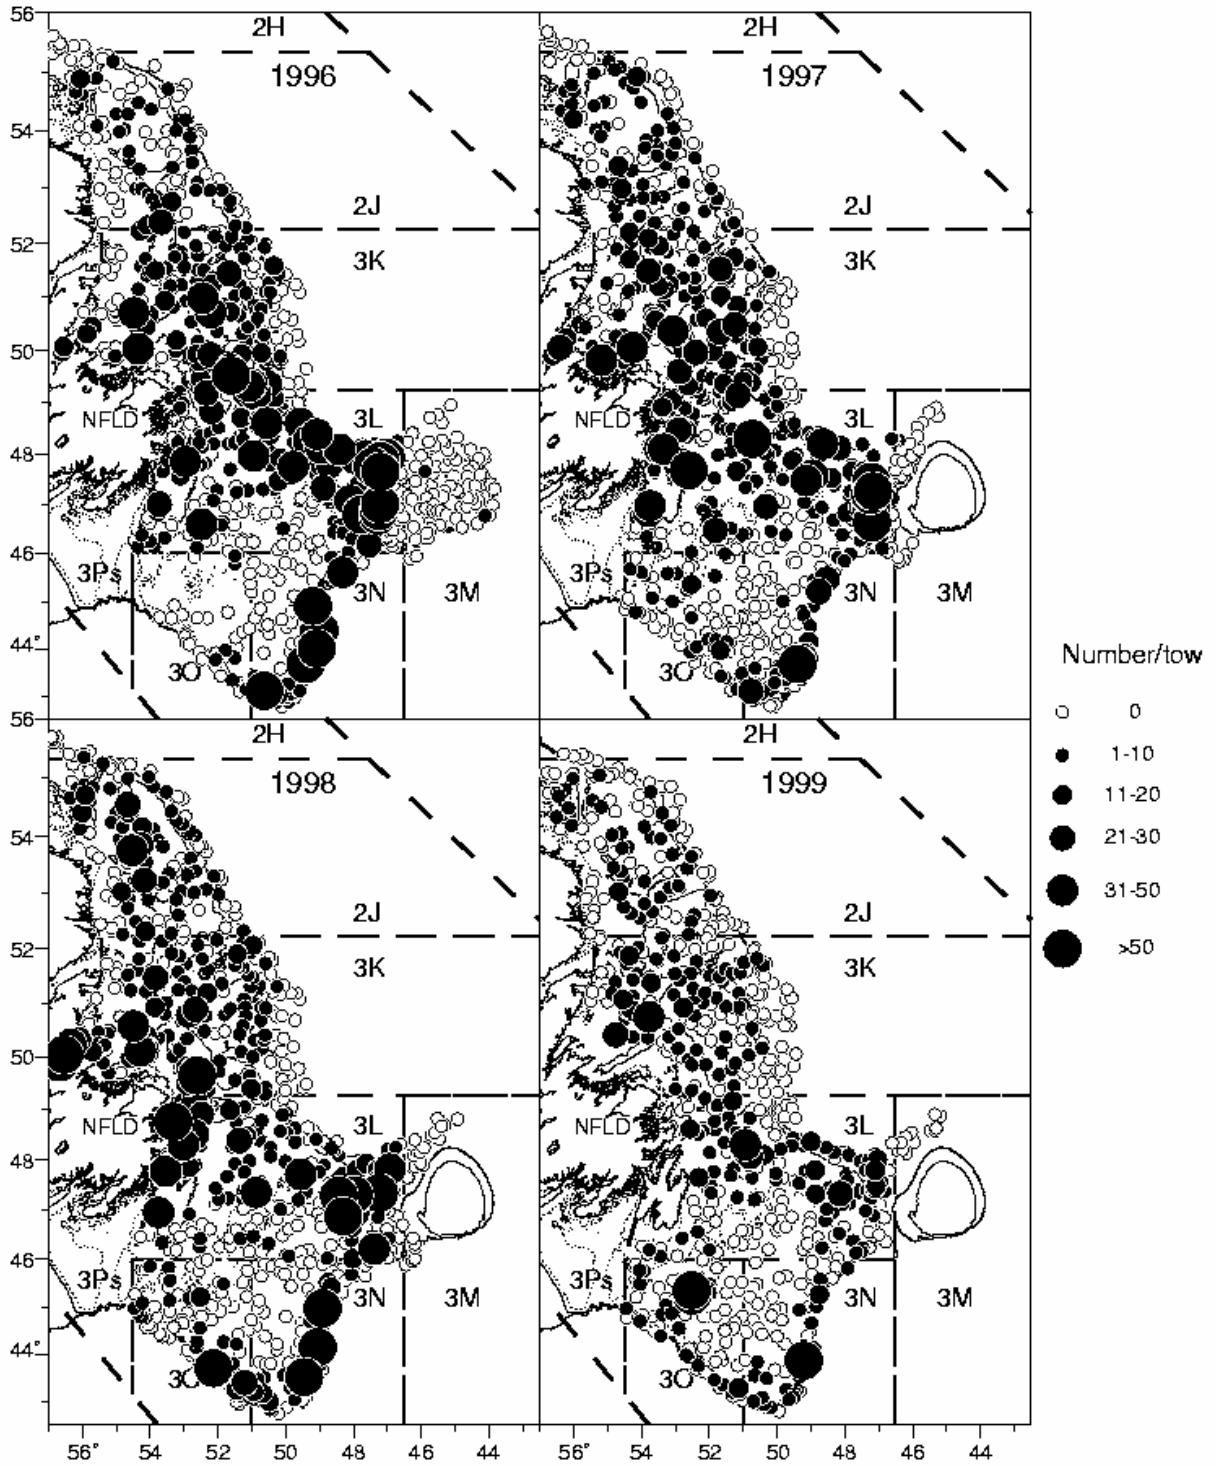 56
2H
2H
1996
1997
54
2J
2J
52
3K
3K
50
NFLD
3L
NFLD
3L
48
46
3Ps
3N
3M
3Ps
3N
3M
44°
3O
3O
Number/tow
0
1-10
11-20
21-30
31-50
>50
56
2H
2H
1998
1999
54
2J
2J
52
3K
3K
50
NFLD
3L
NFLD
3L
48
46
3Ps
3N
3M
3Ps
3N
3M
44°
3O
3O
56° 54 52 50 48 46 44 56° 54 52 50 48 46 44